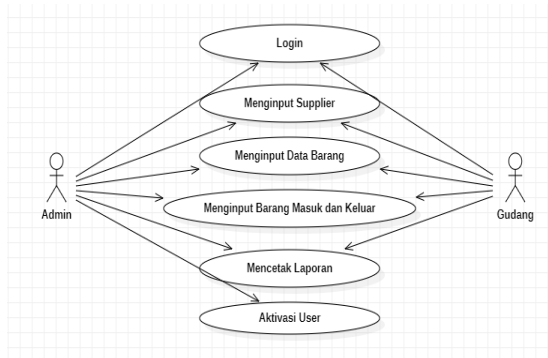 Login
Menginput Supplier
Menginput Data Barang
Admin
Menginput Barang Masuk dan Keluar
Gudang
Mencetak Laporan
Aktivasi User